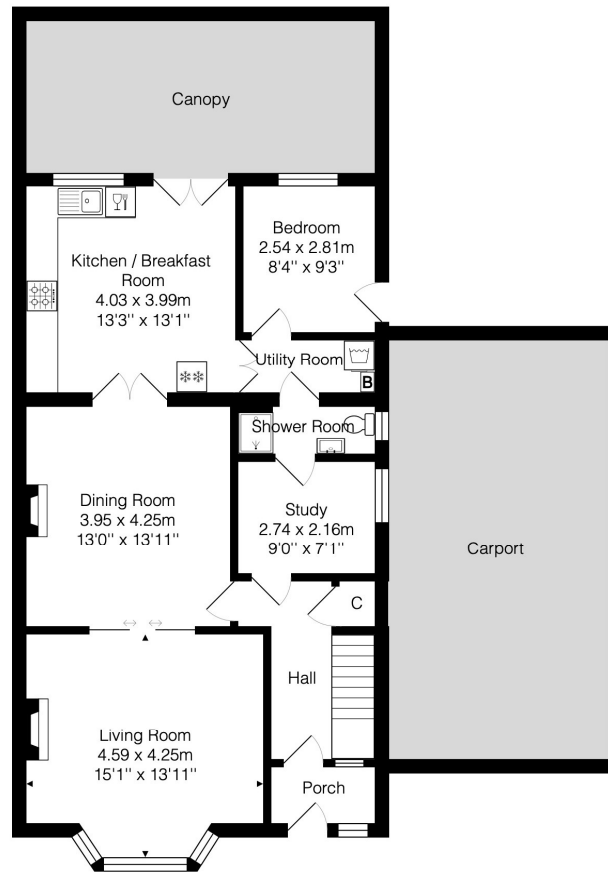 Canopy
Bedroom
2.54 x 2.81m
8'4" x 9'3"
Kitchen / Breakfast
Room
4.03 x 3.99m
13'3" x 13'1"
Utility Room
B
Shower Room
Dining Room
3.95 x 4.25m
13'0" x 13'11"
Study
2.74 x 2.16m
9'0" x 7'1"
Carport
C
Hall
Living Room
4.59 x 4.25m
15'1" x 13'11"
Porch